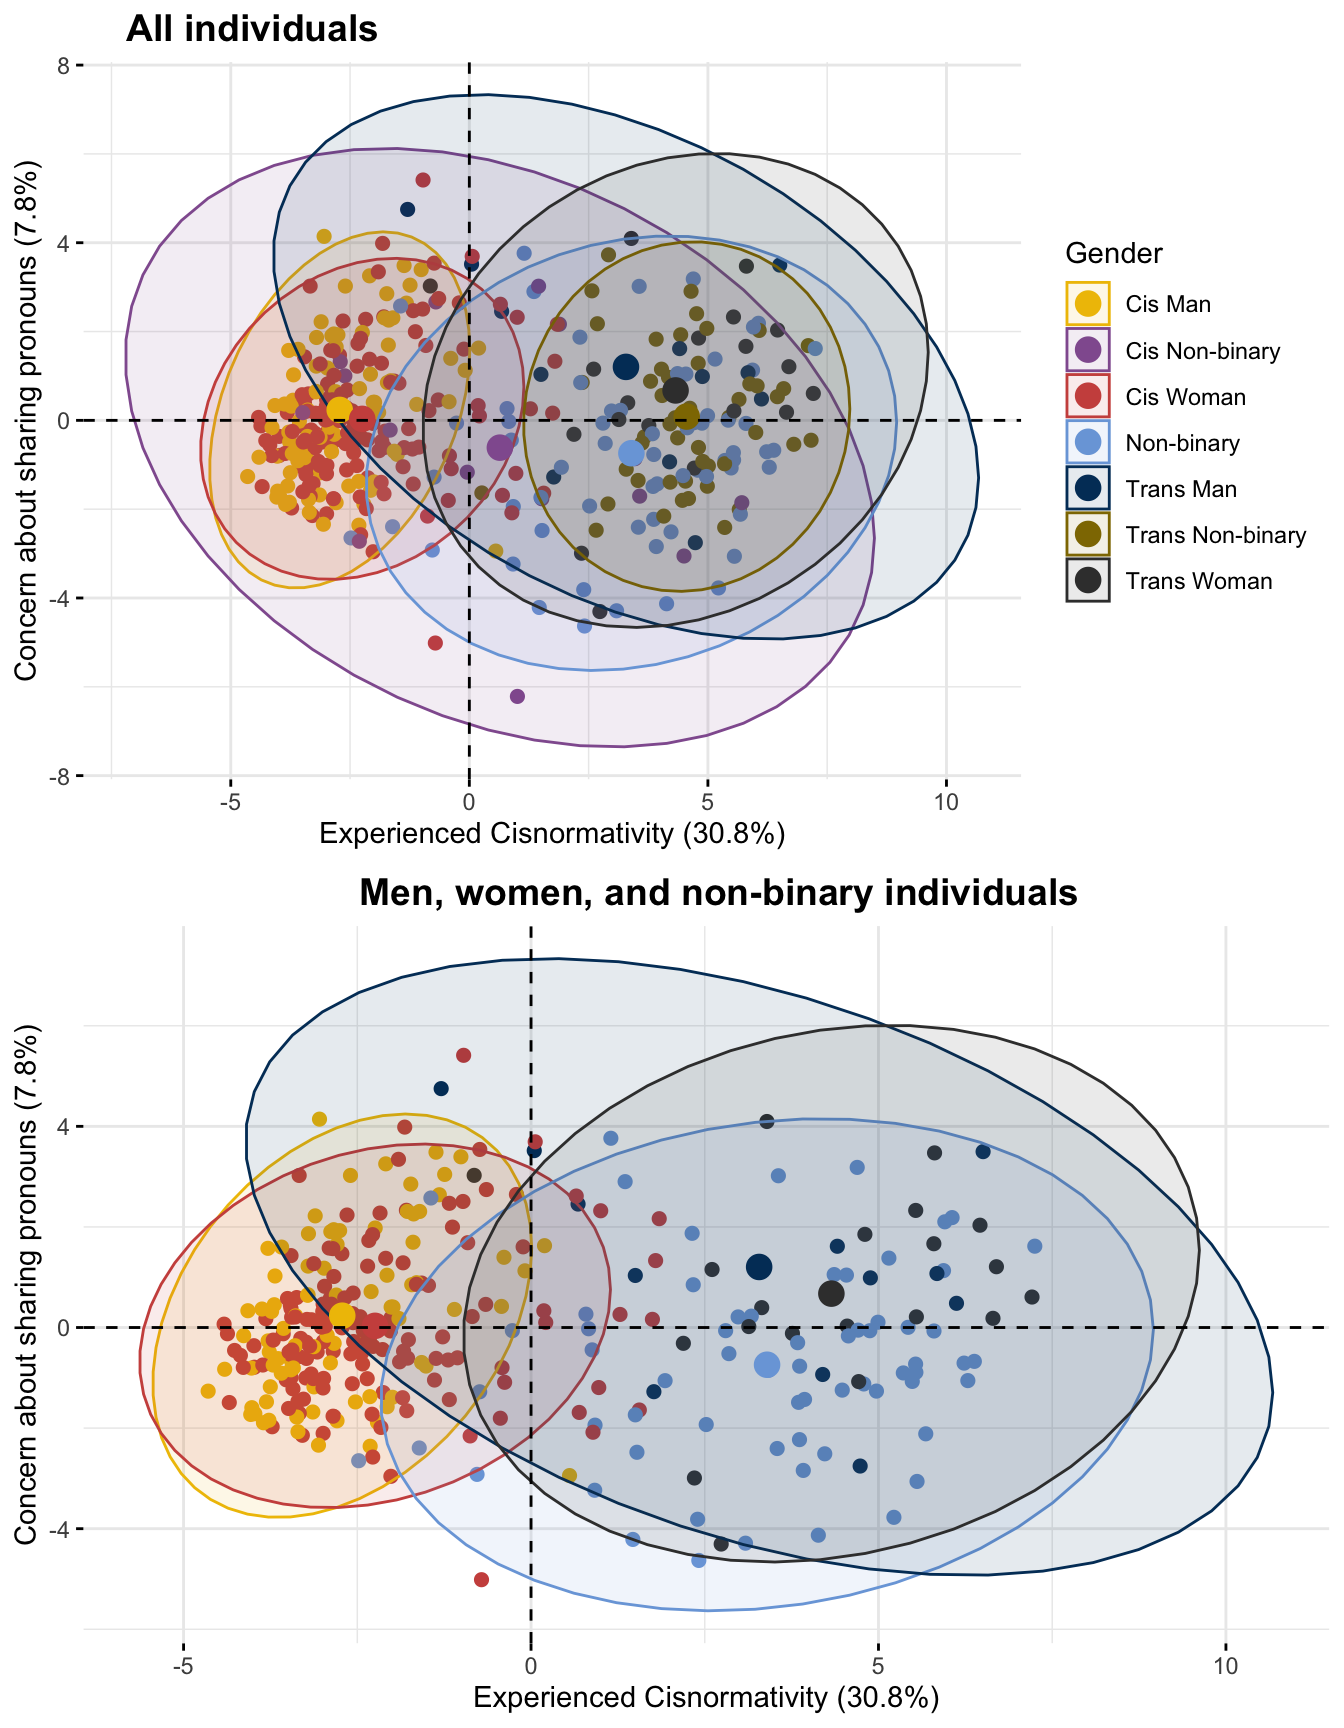 All individuals
Concern about sharing pronouns (7.8%)
8
4
0
-4
-8
-5
0
5
10
Experienced Cisnormativity (30.8%)
Gender
Cis Man
Cis Non-binary
Cis Woman
Non-binary
Trans Man
Trans Non-binary
Trans Woman
Men, women, and non-binary individuals
Concern about sharing pronouns (7.8%)
4
0
-4
-5
0
5
10
Experienced Cisnormativity (30.8%)